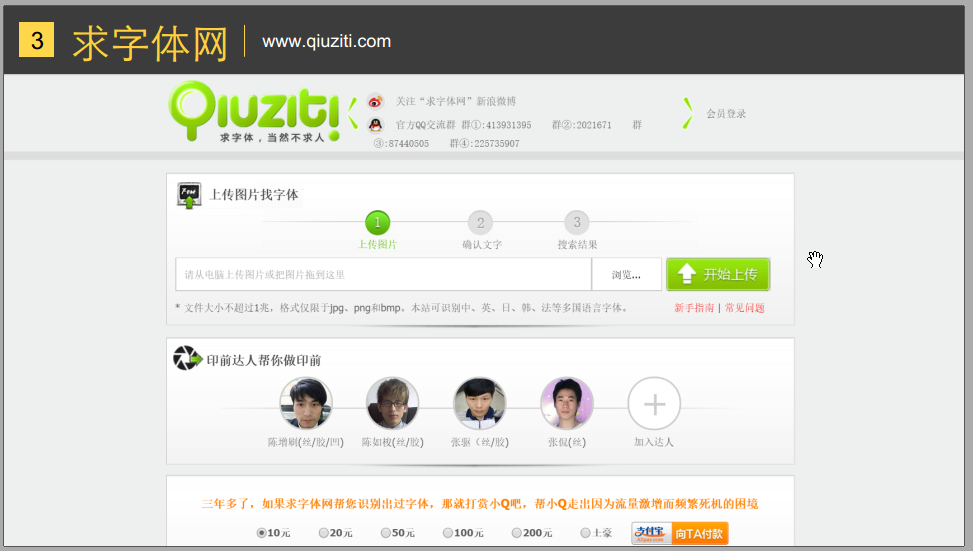 3 求字体网 www.qiuziti.com
Qiuziti
求字体，当然不求人
关注“求字体网”新浪微博
官方QQ交流群 群①:413931395 群②:2021671 群
③:87440505 群④:225735907
会员登录
上传图片找字体
1 2 3
上传图片 确认文字 搜索结果
请从电脑上传图片或把图片拖到这里 浏览... 开始上传
* 文件大小不超过1兆，格式仅限于jpg、png和bmp。本站可识别中、英、日、韩、法等多国语言字体。 新手指南 | 常见问题
印前达人帮你做印前
陈增刷(丝/胶/凹) 陈如梭(丝/胶) 张驱（丝/胶) 张侃(丝) 加入达人
三年多了，如果求字体网帮您识别出过字体，那就打赏小Q吧，帮小Q走出因为流量激增而频繁死机的困境
10元 20元 50元 100元 200元 土豪 支付宝 向TA付款